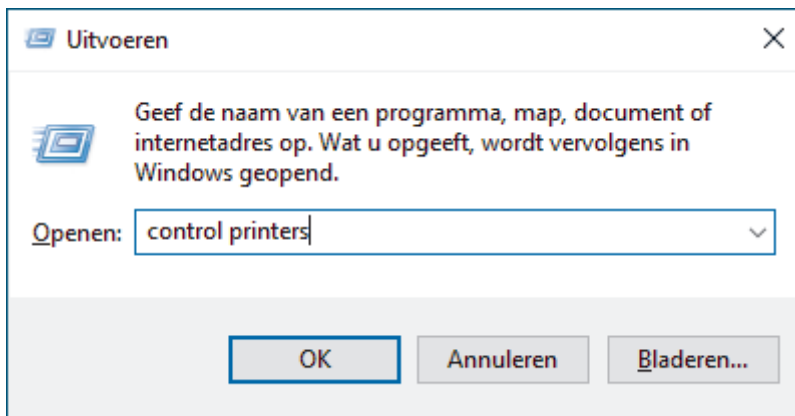 Uitvoeren
Geef de naam van een programma, map, document of
internetadres op. Wat u opgeeft, wordt vervolgens in
Windows geopend.
Openen: control printers
OK Annuleren Bladeren...